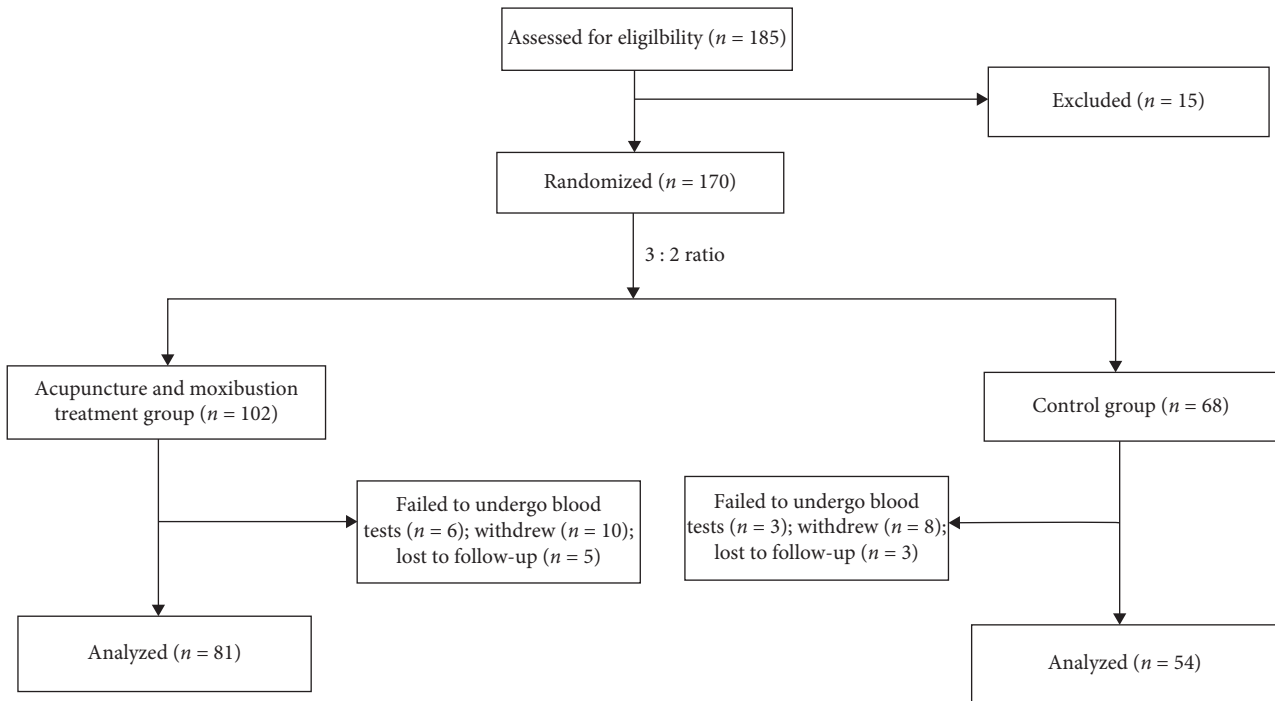 Assessed for eligilbility (n = 185)
Excluded (n = 15)
Randomized (n = 170)
3 : 2 ratio
Acupuncture and moxibustion
treatment group (n = 102)
Control group (n = 68)
Failed to undergo blood
tests (n = 6); withdrew (n = 10);
lost to follow-up (n = 5)
Failed to undergo blood
tests (n = 3); withdrew (n = 8);
lost to follow-up (n = 3)
Analyzed (n = 81)
Analyzed (n = 54)